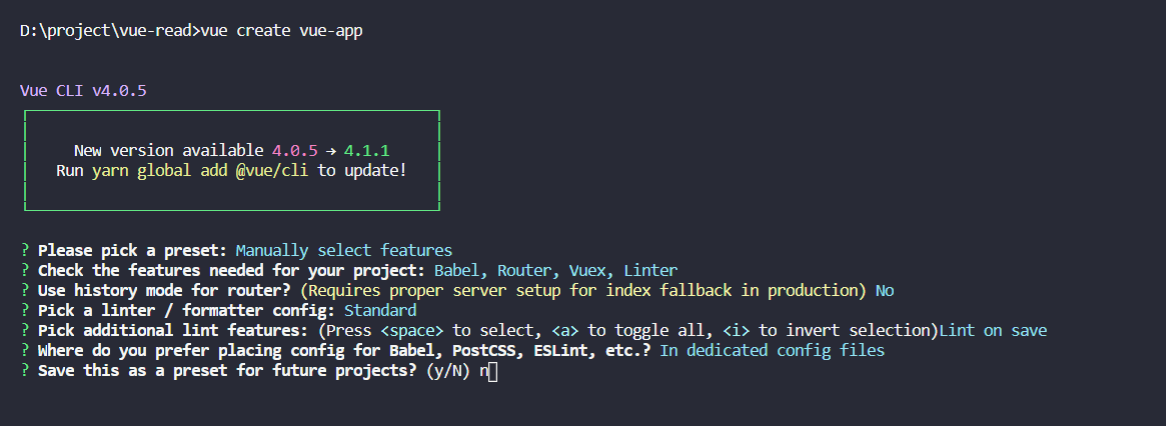 D:\project\vue-read>vue create vue-app
Vue CLI v4.0.5
New version available 4.0.5 → 4.1.1
Run yarn global add @vue/cli to update!
? Please pick a preset: Manually select features
? Check the features needed for your project: Babel, Router, Vuex, Linter
? Use history mode for router? (Requires proper server setup for index fallback in production) No
? Pick a linter / formatter config: Standard
? Pick additional lint features: (Press <space> to select, <a> to toggle all, <i> to invert selection)Lint on save
? Where do you prefer placing config for Babel, PostCSS, ESLint, etc.? In dedicated config files
? Save this as a preset for future projects? (y/N) n